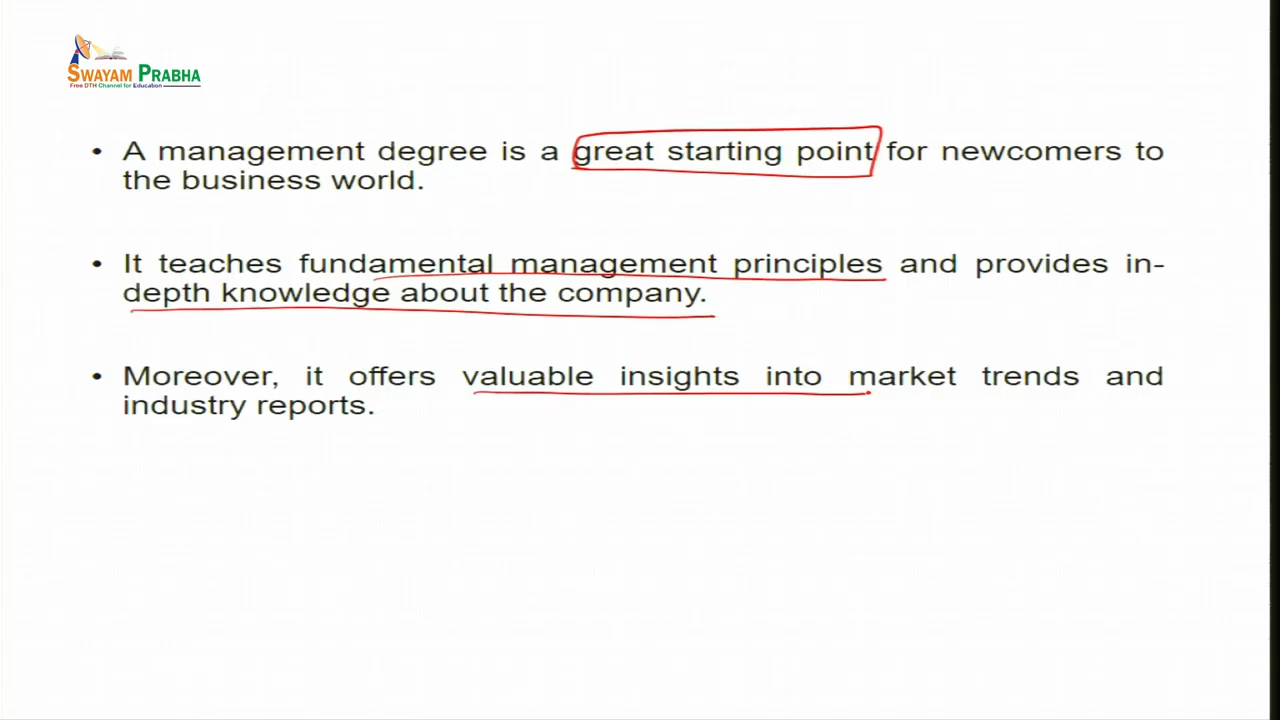 SWAYAM PRABHA
Free DTH Channel for Education
• A management degree is a great starting point for newcomers to
the business world.
• It teaches fundamental management principles and provides in-
depth knowledge about the company.
• Moreover, it offers valuable insights into market trends and
industry reports.